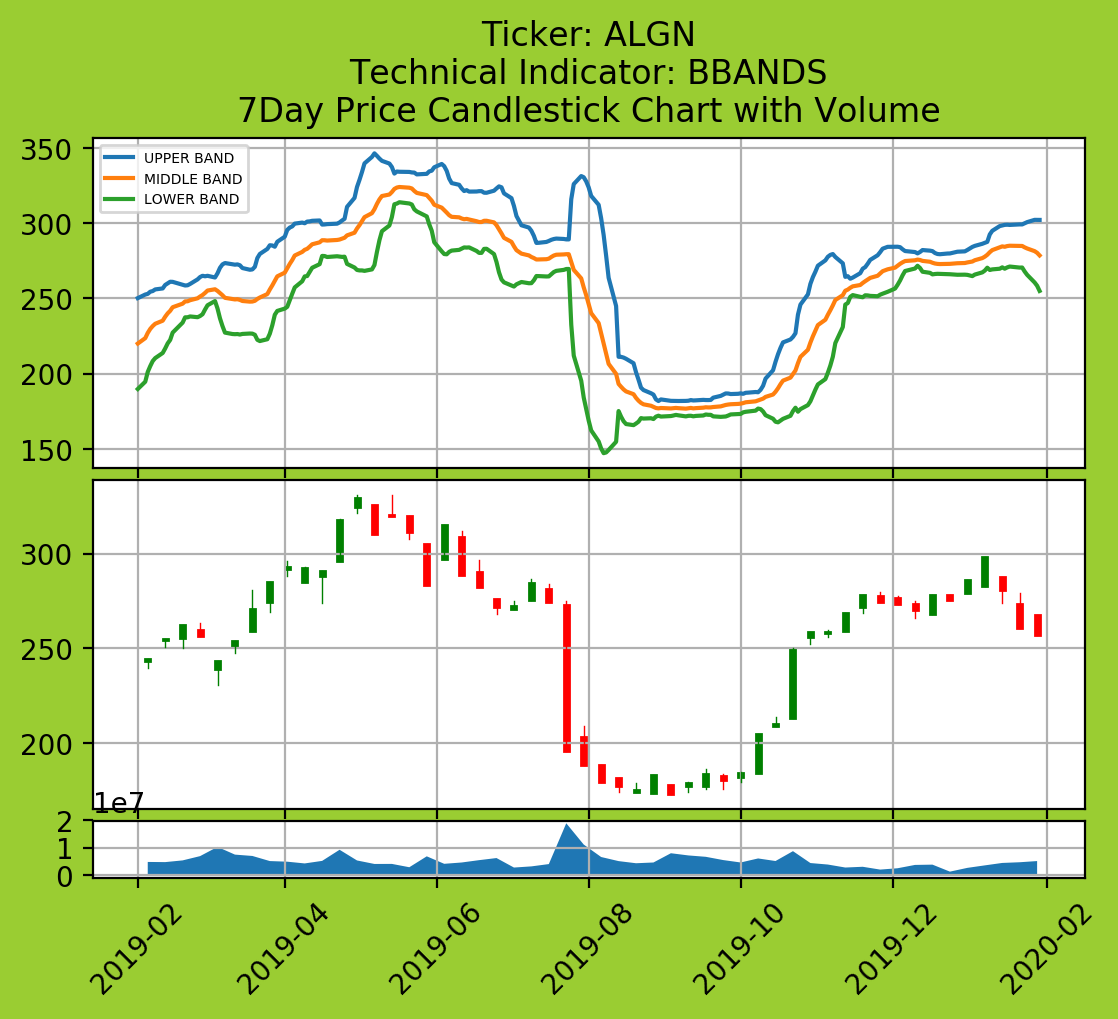 Ticker: ALGN
Technical Indicator: BBANDS
7Day Price Candlestick Chart with Volume
350
300
250
200
150
UPPER BAND
MIDDLE BAND
LOWER BAND
300
250
200
1e7
2
1
0
2019-02
2019-04
2019-06
2019-08
2019-10
2019-12
2020-02